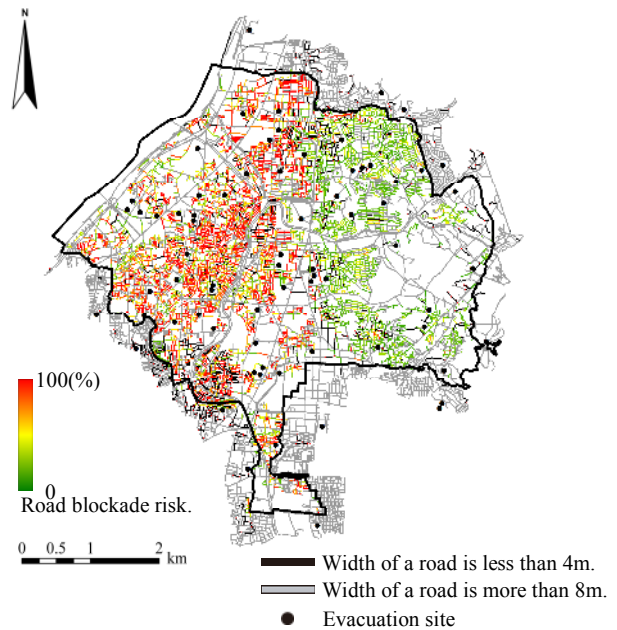 N
100(%)
0
Road blockade risk.
0 0.5 1 2
km
Width of a road is less than 4m.
Width of a road is more than 8m.
Evacuation site